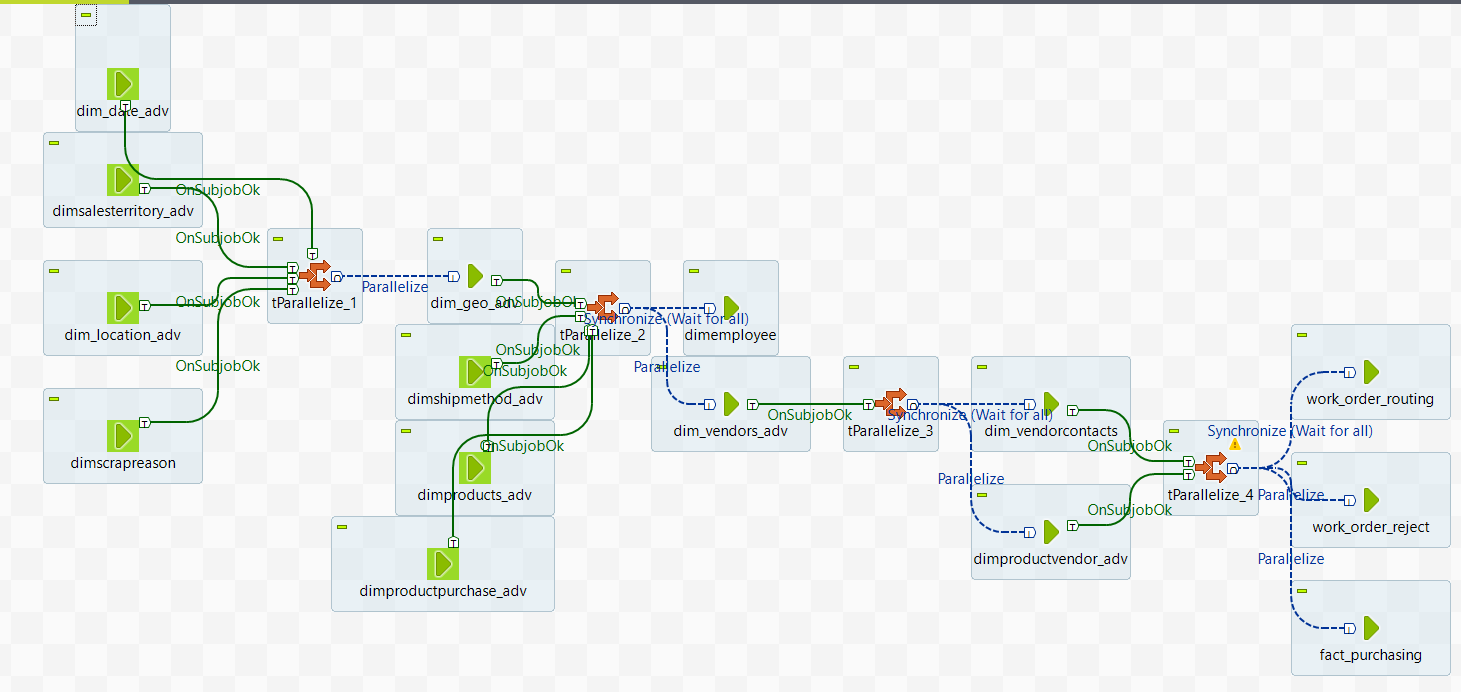 dim_date_adv
OnSubjobOk
dimsalesterritory_adv
OnSubjobOk
OnSubjobOk
dim_location_adv
OnSubjobOk
dimscrapreason
tParallelize_1
Parallelize
dim_geo_adv
OnSubjobOk
tParallelize_2
Synchronize (Wait for all)
dimemployee
OnSubjobOk
OnSubjobOk
dimshipmethod_adv
OnSubjobOk
dimproducts_adv
dimproductpurchase_adv
Parallelize
dim_vendors_adv
OnSubjobOk
tParallelize_3
Synchronize (Wait for all)
dim_vendorcontacts
OnSubjobOk
Parallelize
OnSubjobOk
dimproductvendor_adv
tParallelize_4
Synchronize (Wait for all)
work_order_routing
Parallelize
work_order_reject
Parallelize
fact_purchasing